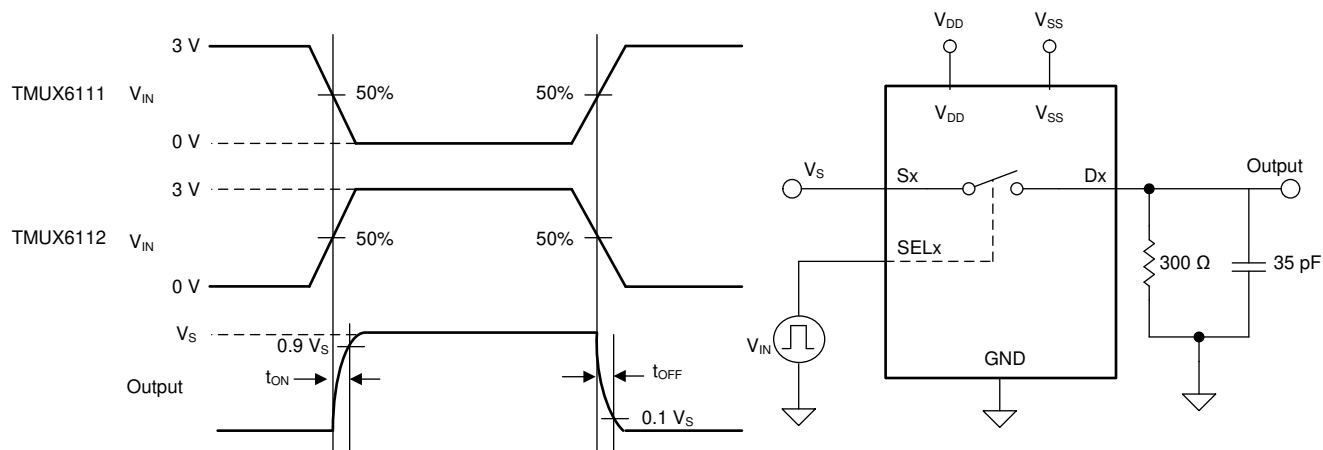 3 V
TMUX6111 V_IN 50% 50%
0 V
3 V
TMUX6112 V_IN 50% 50%
0 V
V_S
0.9 V_S
t_ON t_OFF
Output
0.1 V_S
V_DD V_SS
V_DD V_SS
V_S Sx Dx Output
SELx
300 Ω 35 pF
V_IN
GND